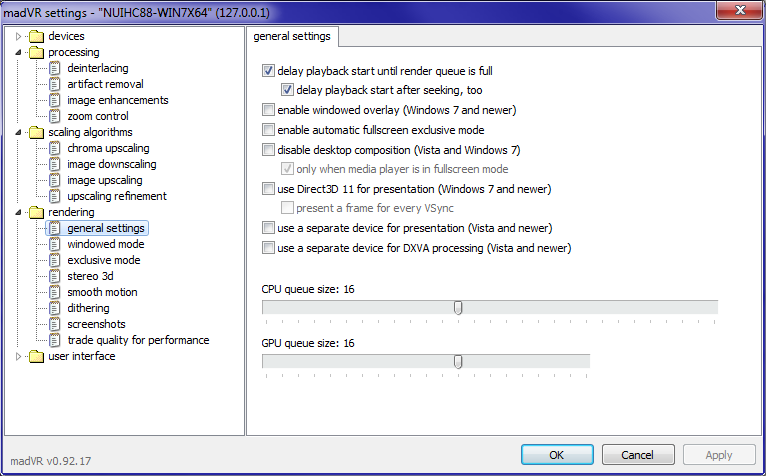 madVR settings - "NUIHC88-WIN7X64" (127.0.0.1)
devices
processing
deinterlacing
artifact removal
image enhancements
zoom control
scaling algorithms
chroma upscaling
image downscaling
image upscaling
upscaling refinement
rendering
general settings
windowed mode
exclusive mode
stereo 3d
smooth motion
dithering
screenshots
trade quality for performance
user interface
general settings
delay playback start until render queue is full
delay playback start after seeking, too
enable windowed overlay (Windows 7 and newer)
enable automatic fullscreen exclusive mode
disable desktop composition (Vista and Windows 7)
only when media player is in fullscreen mode
use Direct3D 11 for presentation (Windows 7 and newer)
present a frame for every VSync
use a separate device for presentation (Vista and newer)
use a separate device for DXVA processing (Vista and newer)
CPU queue size: 16
GPU queue size: 16
madVR v0.92.17
OK
Cancel
Apply